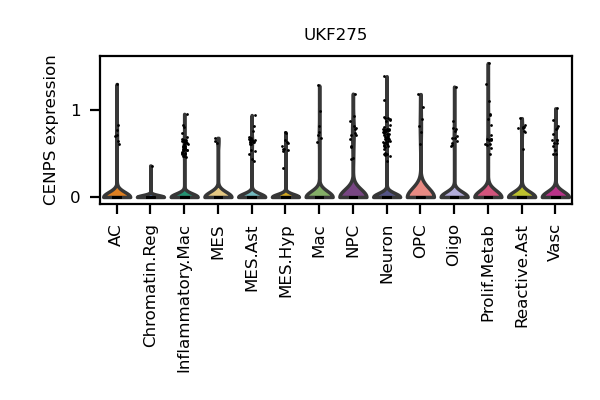 UKF275
CENPS expression
1
0
AC
Chromatin.Reg
Inflammatory.Mac
MES
MES.Ast
MES.Hyp
Mac
NPC
Neuron
OPC
Oligo
Prolif.Metab
Reactive.Ast
Vasc